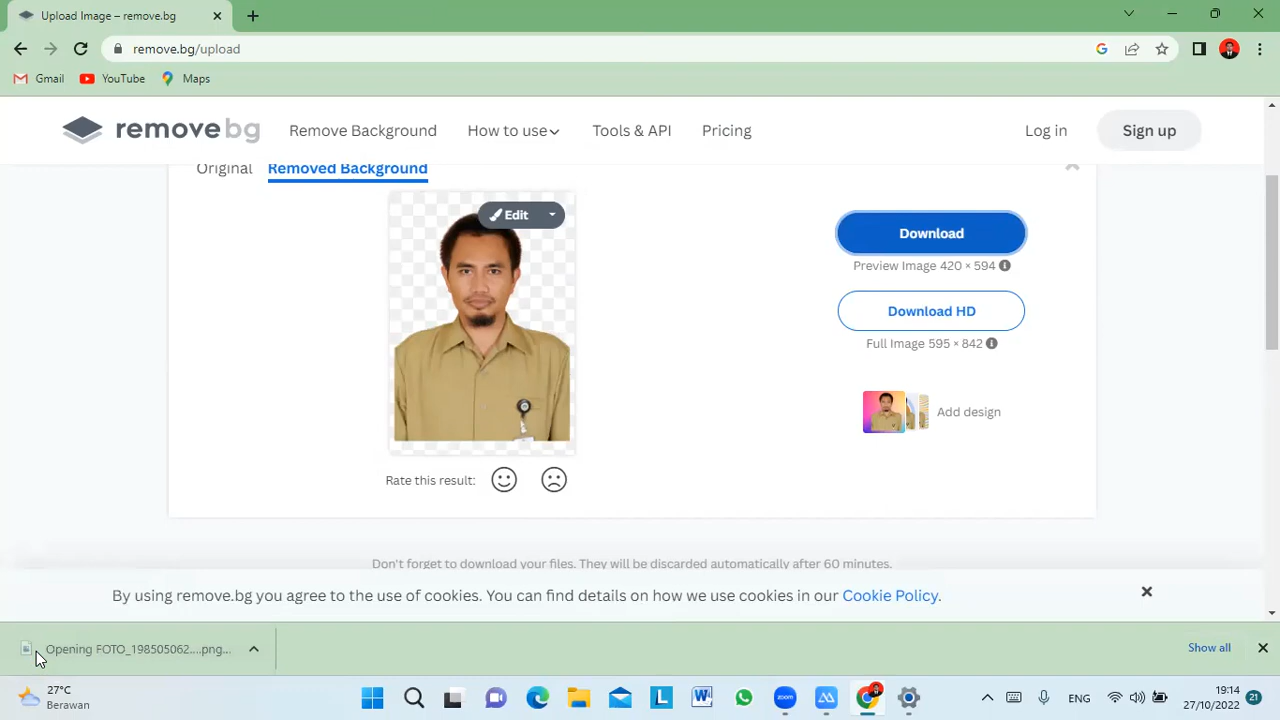 Upload Image – remove.bg
remove.bg/upload
Gmail YouTube Maps
removebg Remove Background How to use Tools & API Pricing Log in Sign up
Original Removed Background
Edit
Download
Preview Image 420 × 594
Download HD
Full Image 595 × 842
Add design
Rate this result:
Don't forget to download your files. They will be discarded automatically after 60 minutes.
By using remove.bg you agree to the use of cookies. You can find details on how we use cookies in our Cookie Policy.
Opening FOTO_198505062....png... Show all
27°C
Berawan
ENG
19:14
27/10/2022
21